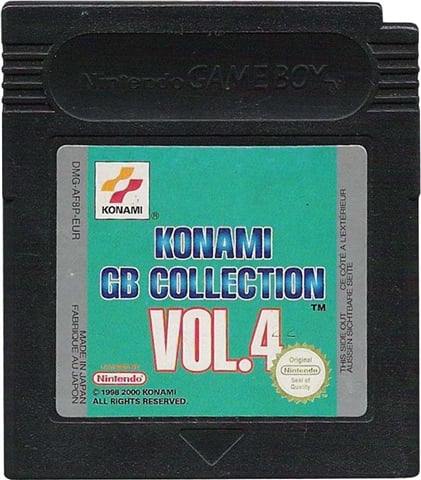 Nintendo GAME BOY
DMG-AF8P-EUR
KONAMI
®
KONAMI
GB COLLECTION
™
VOL.4
44
LICENSED BY
Nintendo
© 1998 2000 KONAMI
ALL RIGHTS RESERVED.
Original
Nintendo
Seal of
Quality
MADE IN JAPAN
FABRIQUE AU JAPON
THIS SIDE OUT CE CÔTÉ A L'EXTÉRIEUR
AUSSEN SICHTBARE SEITE